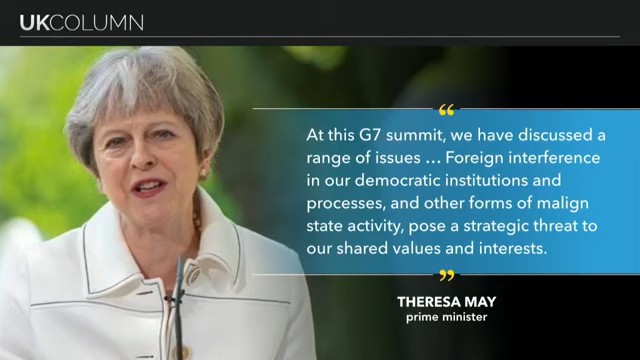 UKCOLUMN
“
At this G7 summit, we have discussed a
range of issues ... Foreign interference
in our democratic institutions and
processes, and other forms of malign
state activity, pose a strategic threat to
our shared values and interests.
”
THERESA MAY
prime minister